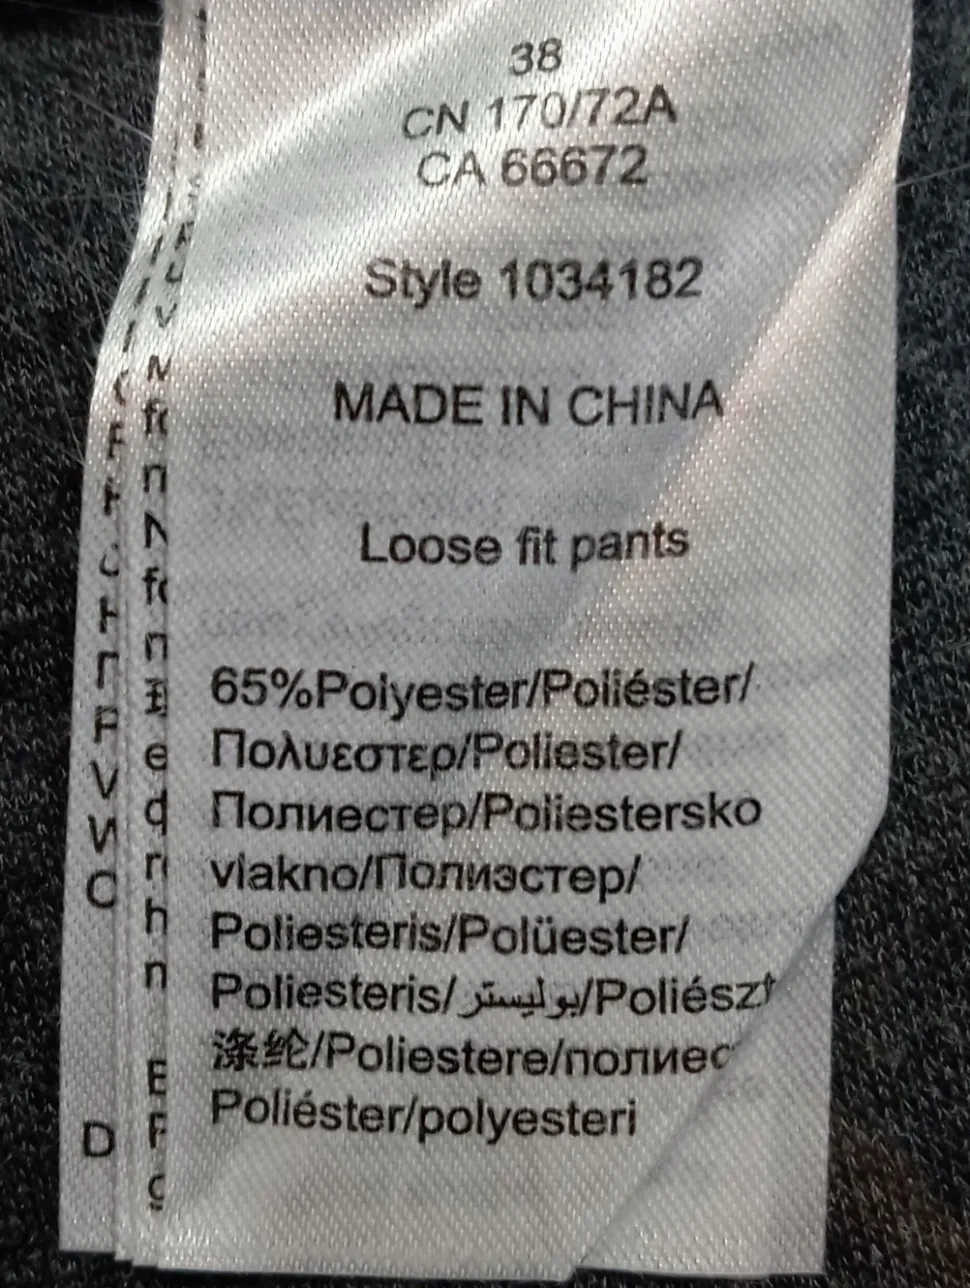 38
CN 170/72A
CA 66672
Style 1034182
MADE IN CHINA
Loose fit pants
65%Polyester/Poliéster/
Πολυεστερ/Poliester/
Полиестер/Poliestersko
vlakno/Полиэстер/
Poliesteris/Polüester/
Poliesteris/بوليستر/Poliészt
涤纶/Poliestere/полиес
Poliéster/polyesteri